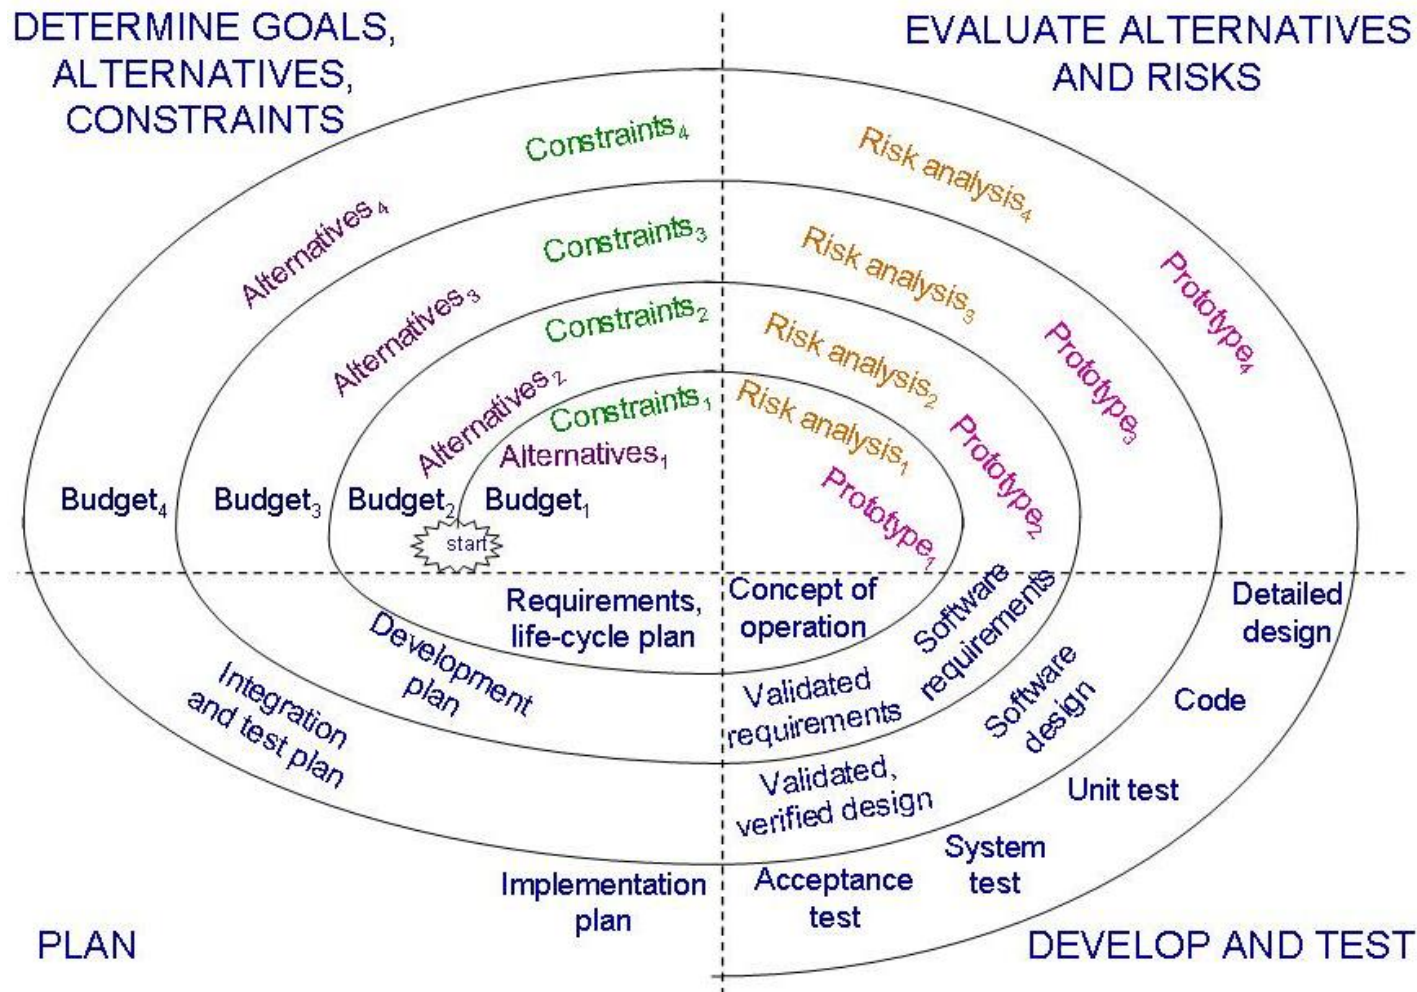 DETERMINE GOALS,
ALTERNATIVES,
CONSTRAINTS
EVALUATE ALTERNATIVES
AND RISKS
Constraints₄
Alternatives₄
Constraints₃
Alternatives₃
Constraints₂
Alternatives₂
Constraints₁
Alternatives₁
Budget₄
Budget₃
Budget₂
Budget₁
start
Risk analysis₄
Risk analysis₃
Risk analysis₂
Risk analysis₁
Prototype₄
Prototype₃
Prototype₂
Prototype₁
Requirements,
life-cycle plan
Development
plan
Integration
and test plan
Implementation
plan
Concept of
operation
Software
requirements
Validated
requirements
Software
design
Validated,
verified design
Detailed
design
Code
Unit test
System
test
Acceptance
test
PLAN
DEVELOP AND TEST